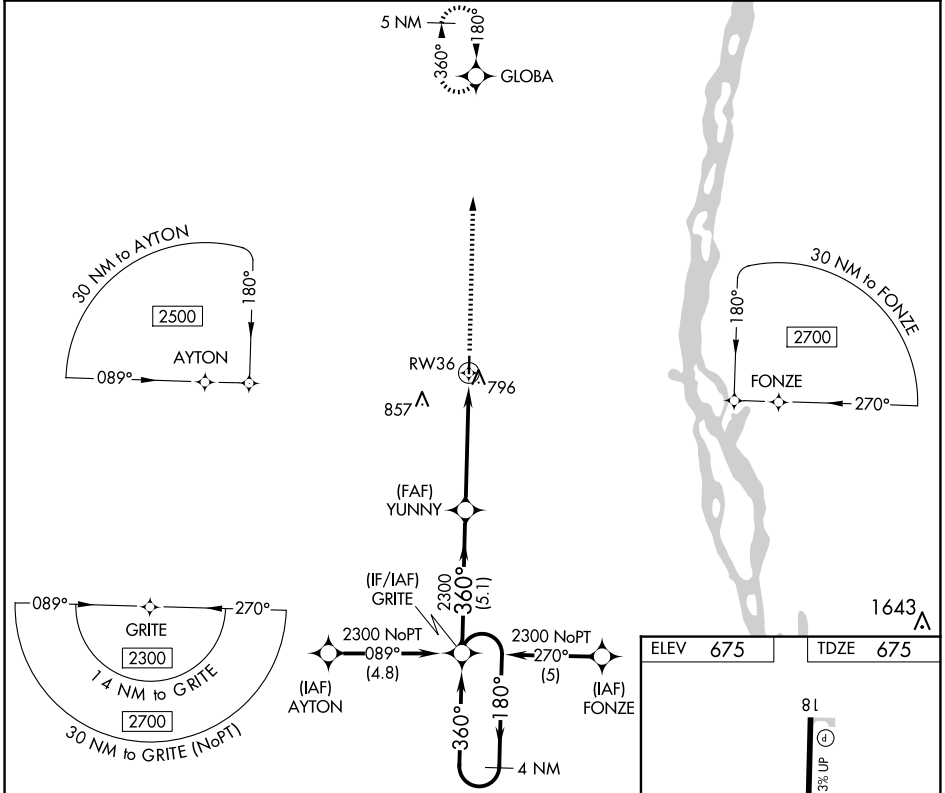 5 NM
180°
360°
GLOBA
30 NM to AYTON
180°
2500
AYTON
089°
30 NM to FONZE
180°
2700
FONZE
270°
RW36
796
857
(FAF)
YUNNY
089°
270°
GRITE
2300
14 NM to GRITE
2700
30 NM to GRITE (NoPT)
(IF/IAF)
GRITE
2300
360°
(5.1)
2300 NoPT
089°
(4.8)
(IAF)
AYTON
2300 NoPT
270°
(5)
(IAF)
FONZE
360°
180°
4 NM
1643
ELEV 675
TDZE 675
18
P
3% UP